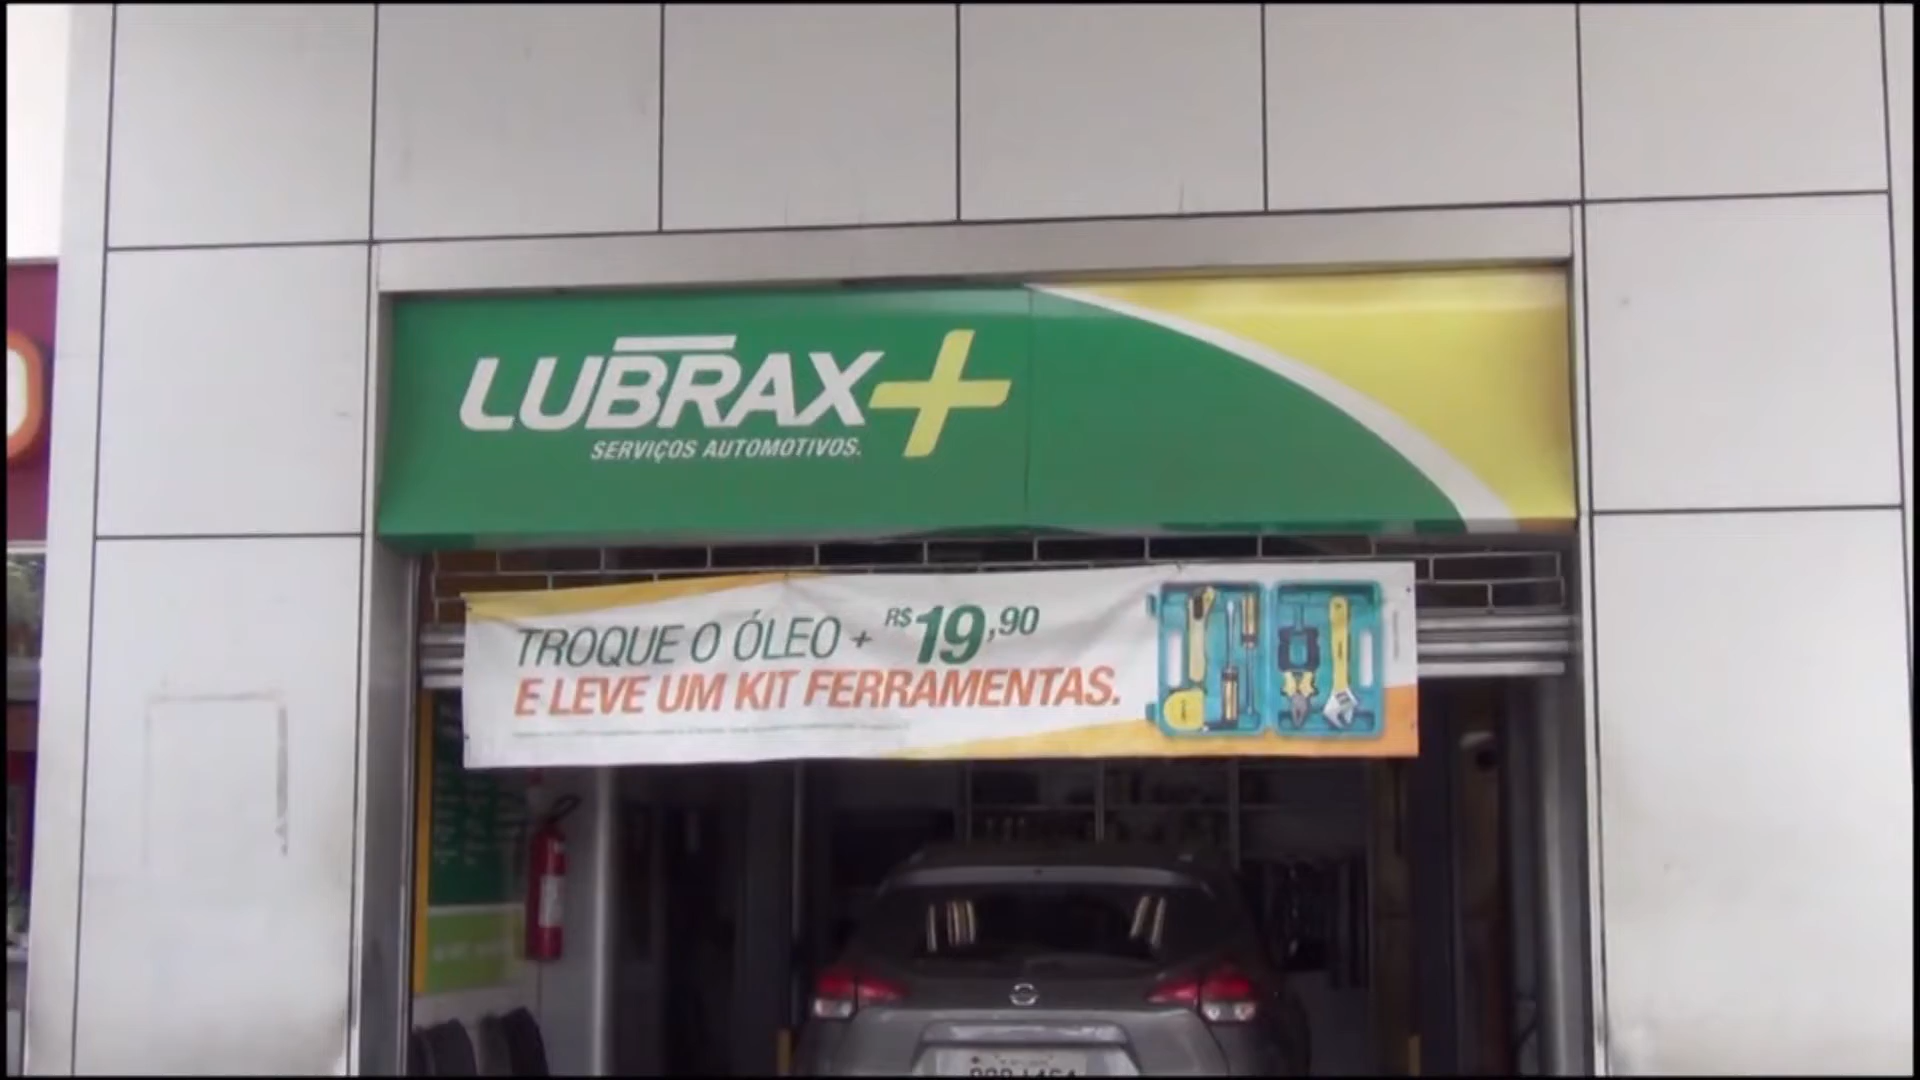 LUBRAX+
SERVIÇOS AUTOMOTIVOS.
TROQUE O ÓLEO + R$ 19,90
E LEVE UM KIT FERRAMENTAS.